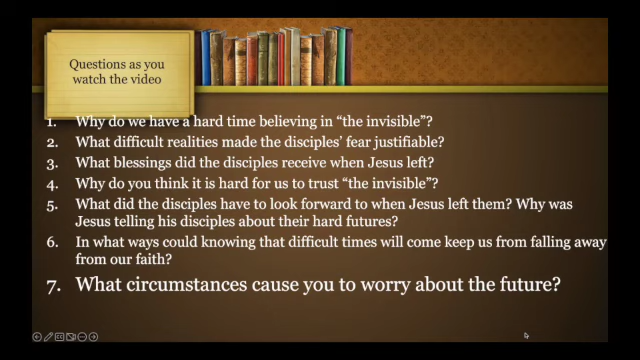 Questions as you
watch the video
1. Why do we have a hard time believing in “the invisible”?
2. What difficult realities made the disciples’ fear justifiable?
3. What blessings did the disciples receive when Jesus left?
4. Why do you think it is hard for us to trust “the invisible”?
5. What did the disciples have to look forward to when Jesus left them? Why was
Jesus telling his disciples about their hard futures?
6. In what ways could knowing that difficult times will come keep us from falling away
from our faith?
7. What circumstances cause you to worry about the future?